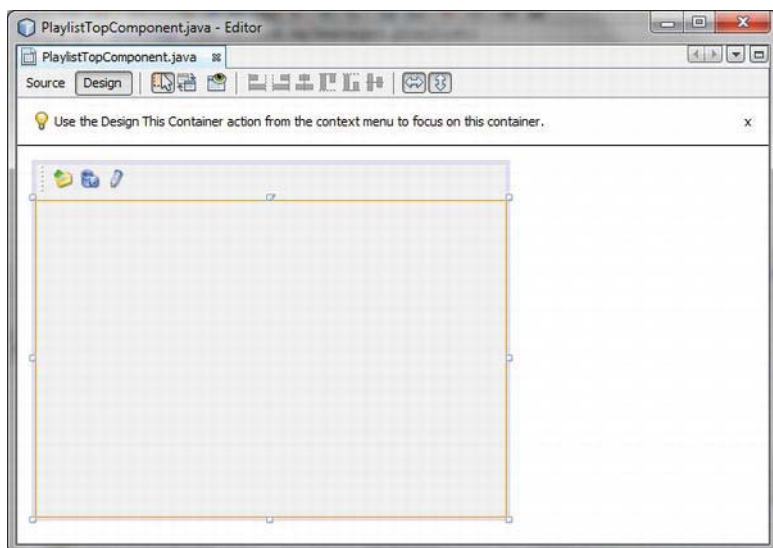 PlaylistTopComponent.java - Editor
PlaylistTopComponent.java
Source Design
Use the Design This Container action from the context menu to focus on this container. x